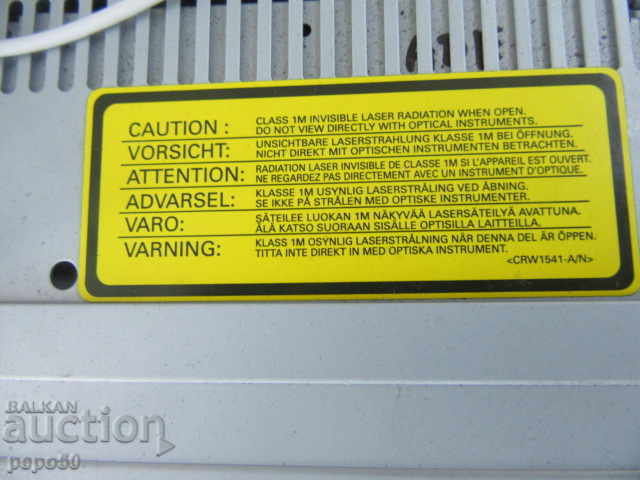 CAUTION : CLASS 1M INVISIBLE LASER RADIATION WHEN OPEN.
DO NOT VIEW DIRECTLY WITH OPTICAL INSTRUMENTS.
VORSICHT: UNSICHTBARE LASERSTRAHLUNG KLASSE 1M BEI ÖFFNUNG.
NICHT DIREKT MIT OPTISCHEN INSTRUMENTEN BETRACHTEN.
ATTENTION: RADIATION LASER INVISIBLE DE CLASSE 1M SI L'APPAREIL EST OUVERT.
NE REGARDEZ PAS DIRECTEMENT AVEC UN INSTRUMENT D'OPTIQUE.
ADVARSEL: KLASSE 1M USYNLIG LASERSTRÅLING VED ÅBNING.
SE IKKE PÅ STRÅLEN MED OPTISKE INSTRUMENTER.
VARO: SÄTEILEE LUOKAN 1M NÄKYVÄÄ LASERSÄTEILYÄ AVATTUNA.
ÄLÄ KATSO SUORAAN SISÄLLE OPTISILLA LAITTEILLA.
VARNING: KLASS 1M OSYNLIG LASERSTRÅLNING NÄR DENNA DEL ÄR ÖPPEN.
TITTA INTE DIREKT IN MED OPTISKA INSTRUMENT.
<CRW1541-A/N>
BALKAN
auction
popo50